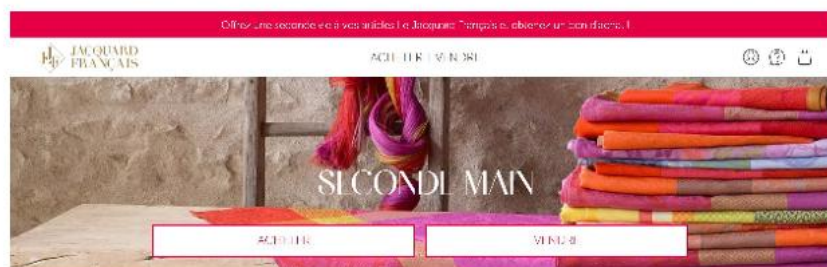 Offrez une seconde vie à vos articles Le Jacquard Français et obtenez un bon d'achat !
JACQUARD
FRANÇAIS
ACHETER VENDRE
SECONDE MAIN
ACHETER
VENDRE